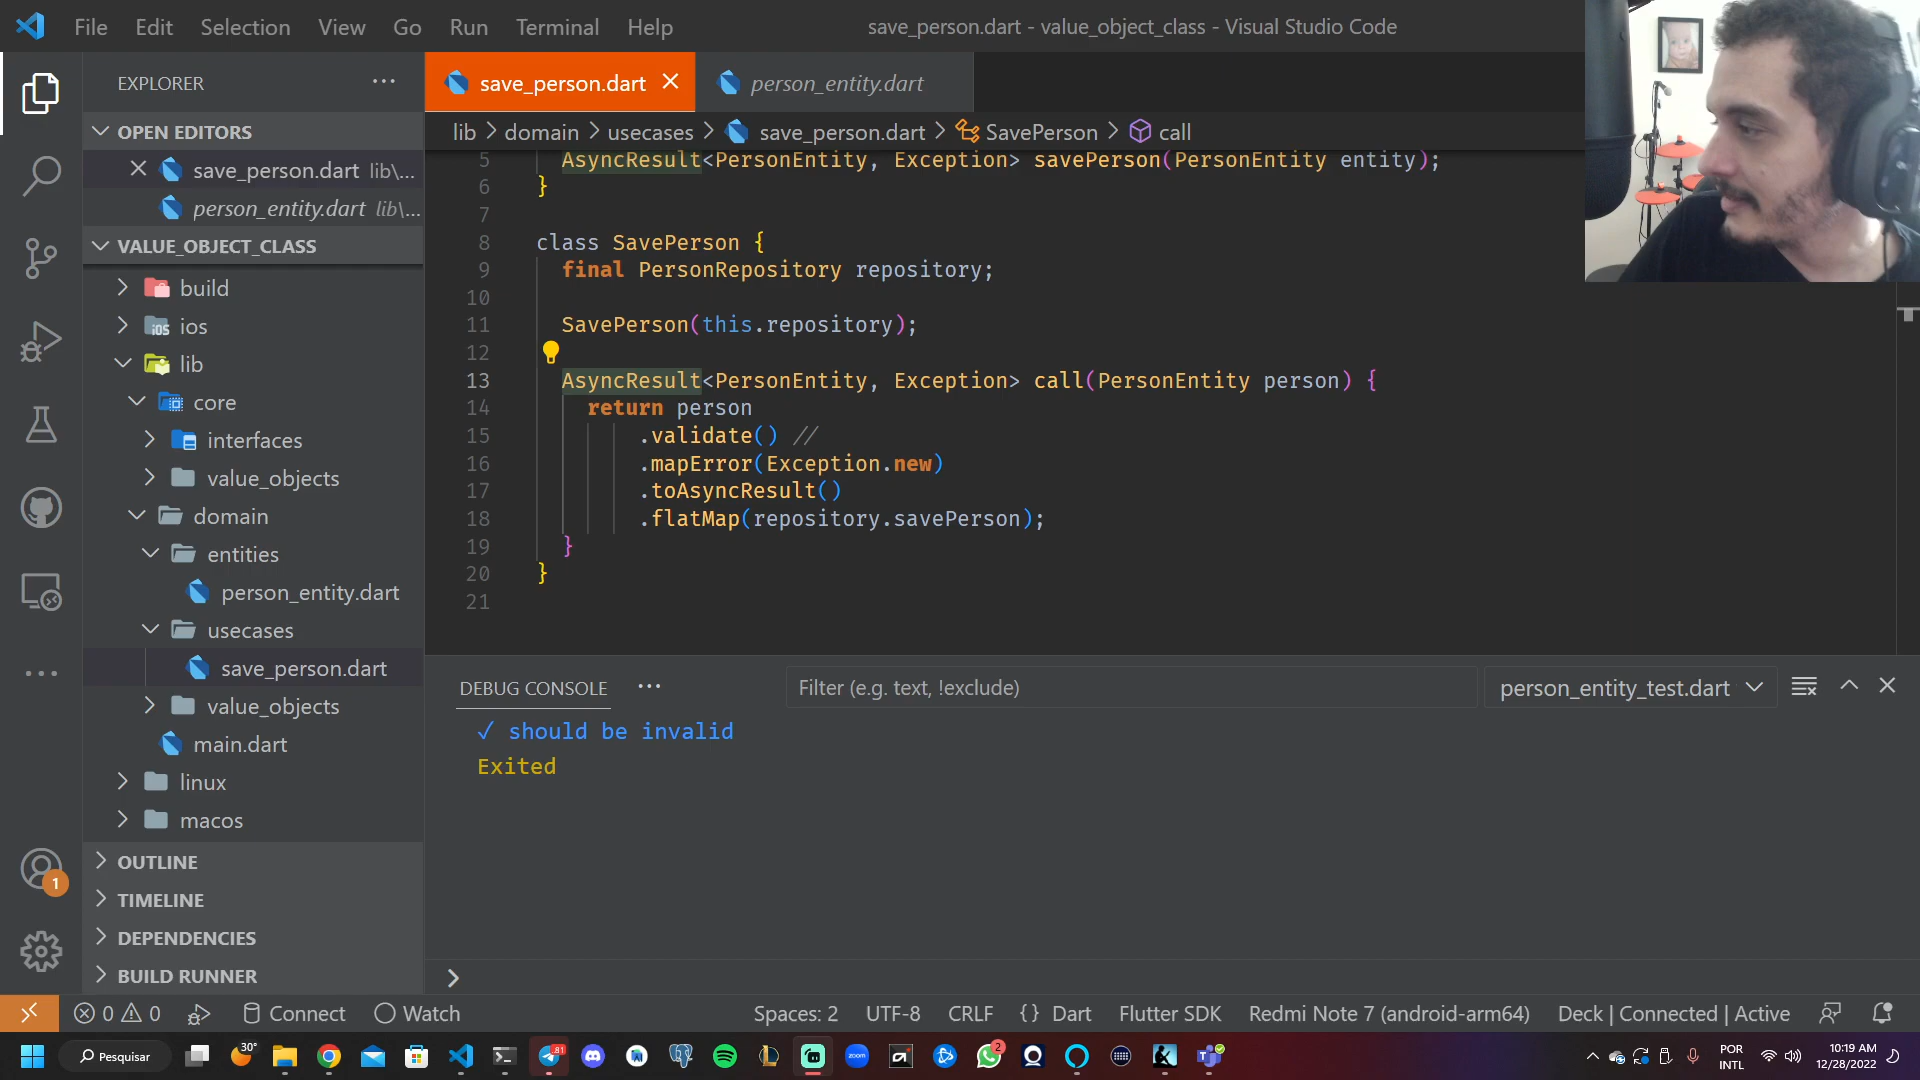 File Edit Selection View Go Run Terminal Help
save_person.dart - value_object_class - Visual Studio Code
EXPLORER ...
OPEN EDITORS
save_person.dart lib\...
person_entity.dart lib\...
VALUE_OBJECT_CLASS
build
ios
lib
core
interfaces
value_objects
domain
entities
person_entity.dart
usecases
save_person.dart
value_objects
main.dart
linux
macos
OUTLINE
TIMELINE
DEPENDENCIES
BUILD RUNNER
1
save_person.dart
person_entity.dart
lib > domain > usecases > save_person.dart > SavePerson > call
5 AsyncResult<PersonEntity, Exception> savePerson(PersonEntity entity);
6 }
7
8 class SavePerson {
9 final PersonRepository repository;
10
11 SavePerson(this.repository);
12
13 AsyncResult<PersonEntity, Exception> call(PersonEntity person) {
14 return person
15 .validate() //
16 .mapError(Exception.new)
17 .toAsyncResult()
18 .flatMap(repository.savePerson);
19 }
20 }
21
DEBUG CONSOLE ...
Filter (e.g. text, !exclude)
person_entity_test.dart
✓ should be invalid
Exited
>
0 0 Connect Watch
Spaces: 2 UTF-8 CRLF {} Dart Flutter SDK Redmi Note 7 (android-arm64) Deck | Connected | Active
Pesquisar
30°
zoom
2
POR
INTL
10:19 AM
12/28/2022